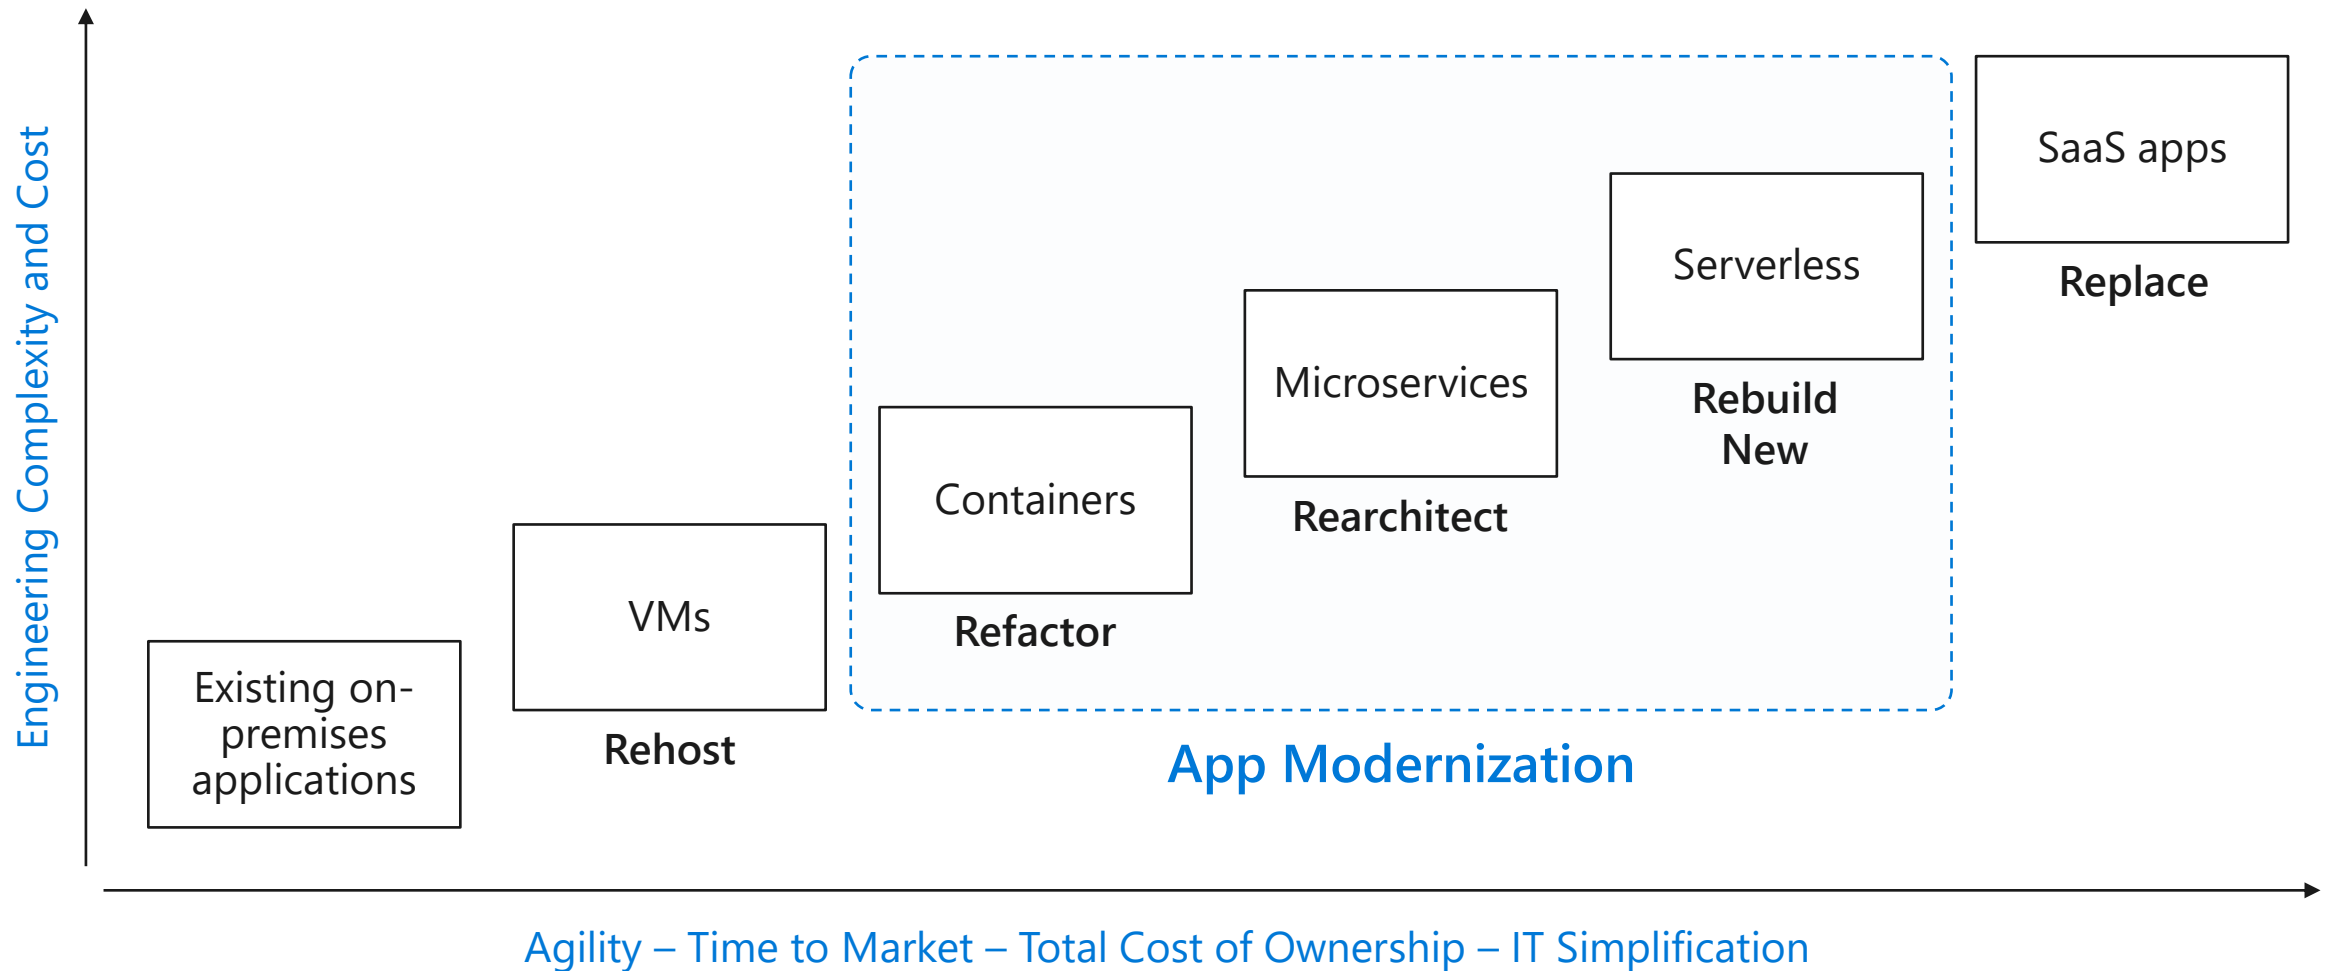 Engineering Complexity and Cost
Existing on-
premises
applications
VMs
Rehost
Containers
Refactor
Microservices
Rearchitect
Serverless
Rebuild
New
SaaS apps
Replace
App Modernization
Agility – Time to Market – Total Cost of Ownership – IT Simplification